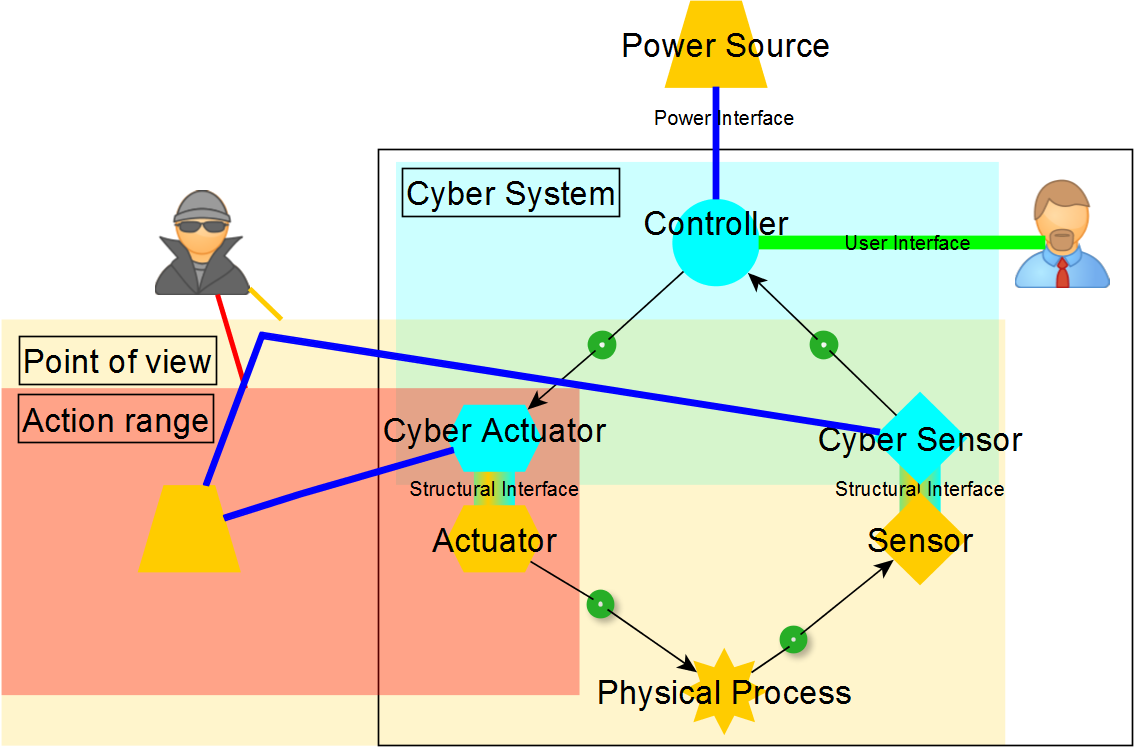 Power Source
Power Interface
Cyber System
Controller
User Interface
Point of view
Action range
Cyber Actuator
Cyber Sensor
Structural Interface
Structural Interface
Actuator
Sensor
Physical Process